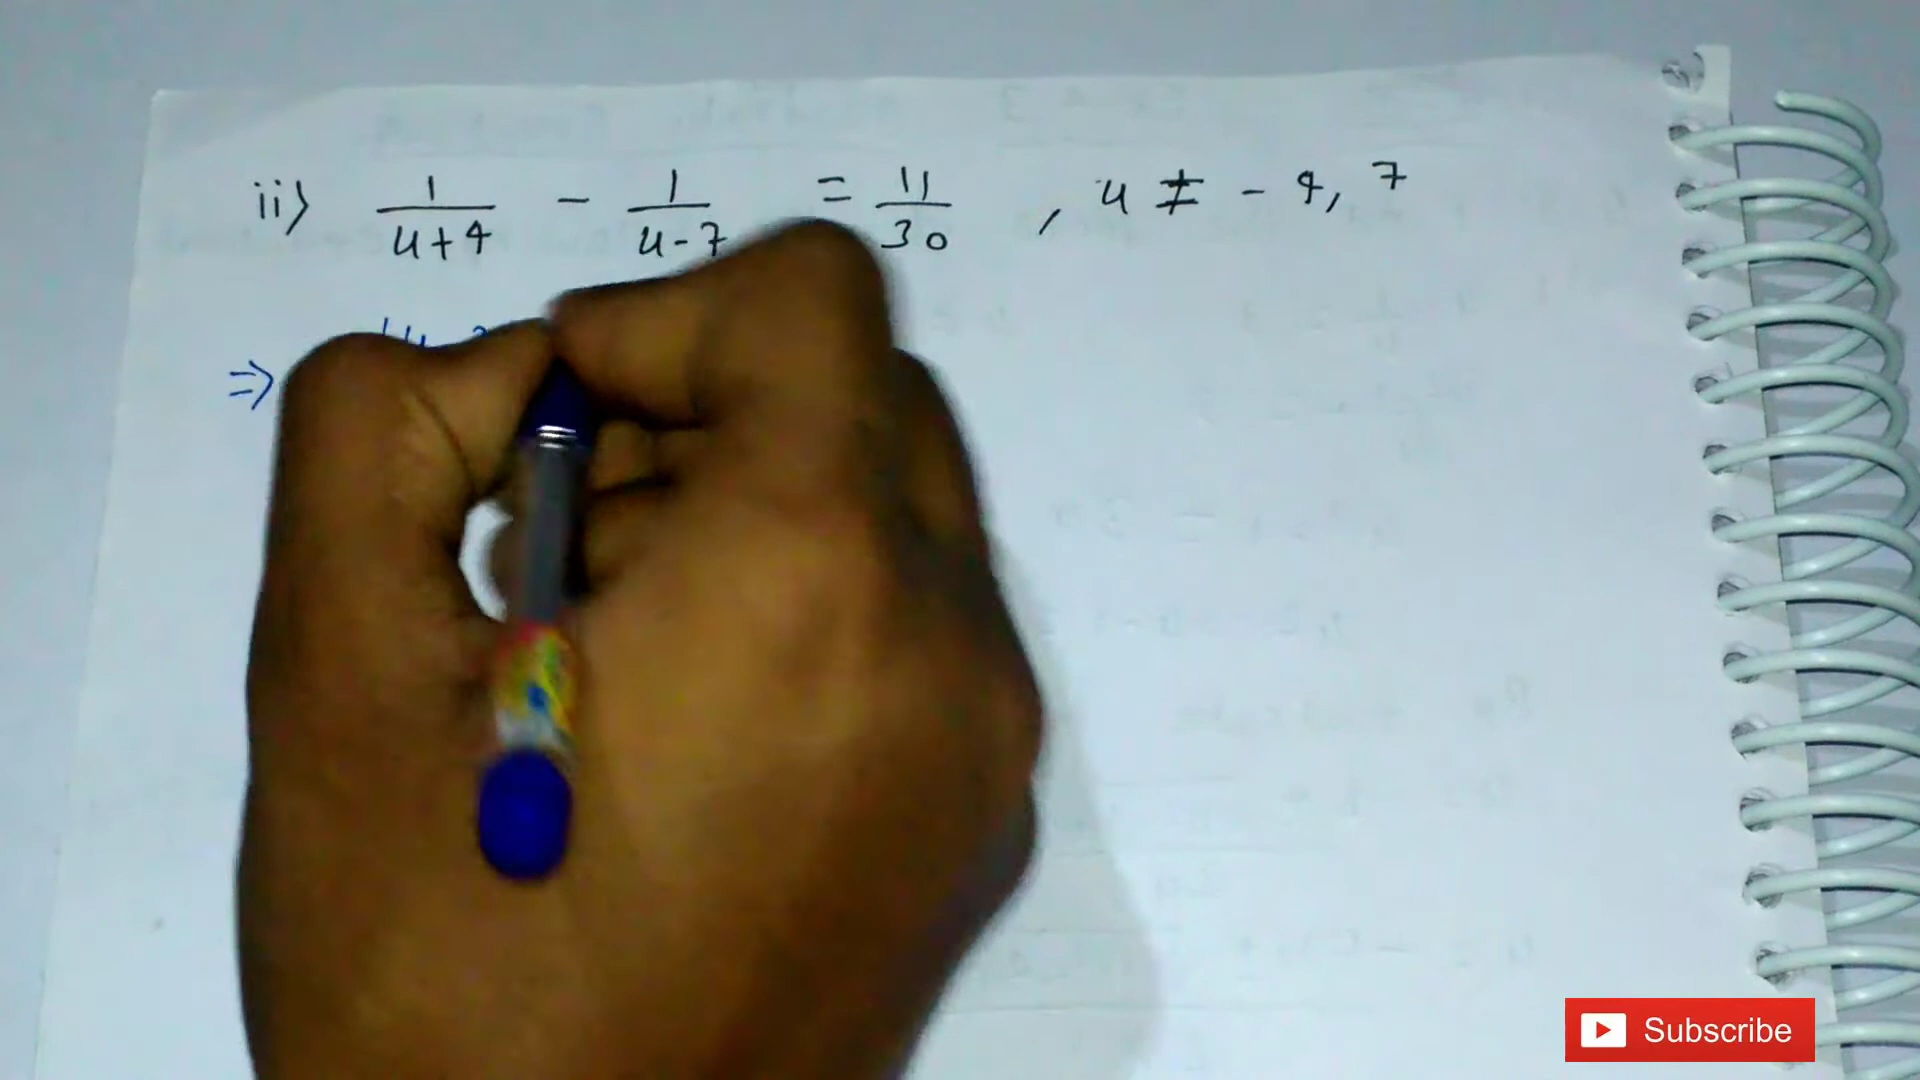 ii) 1/(x+4) - 1/(x-7) = 11/30 , x ≠ - 4, 7
⇒
Subscribe